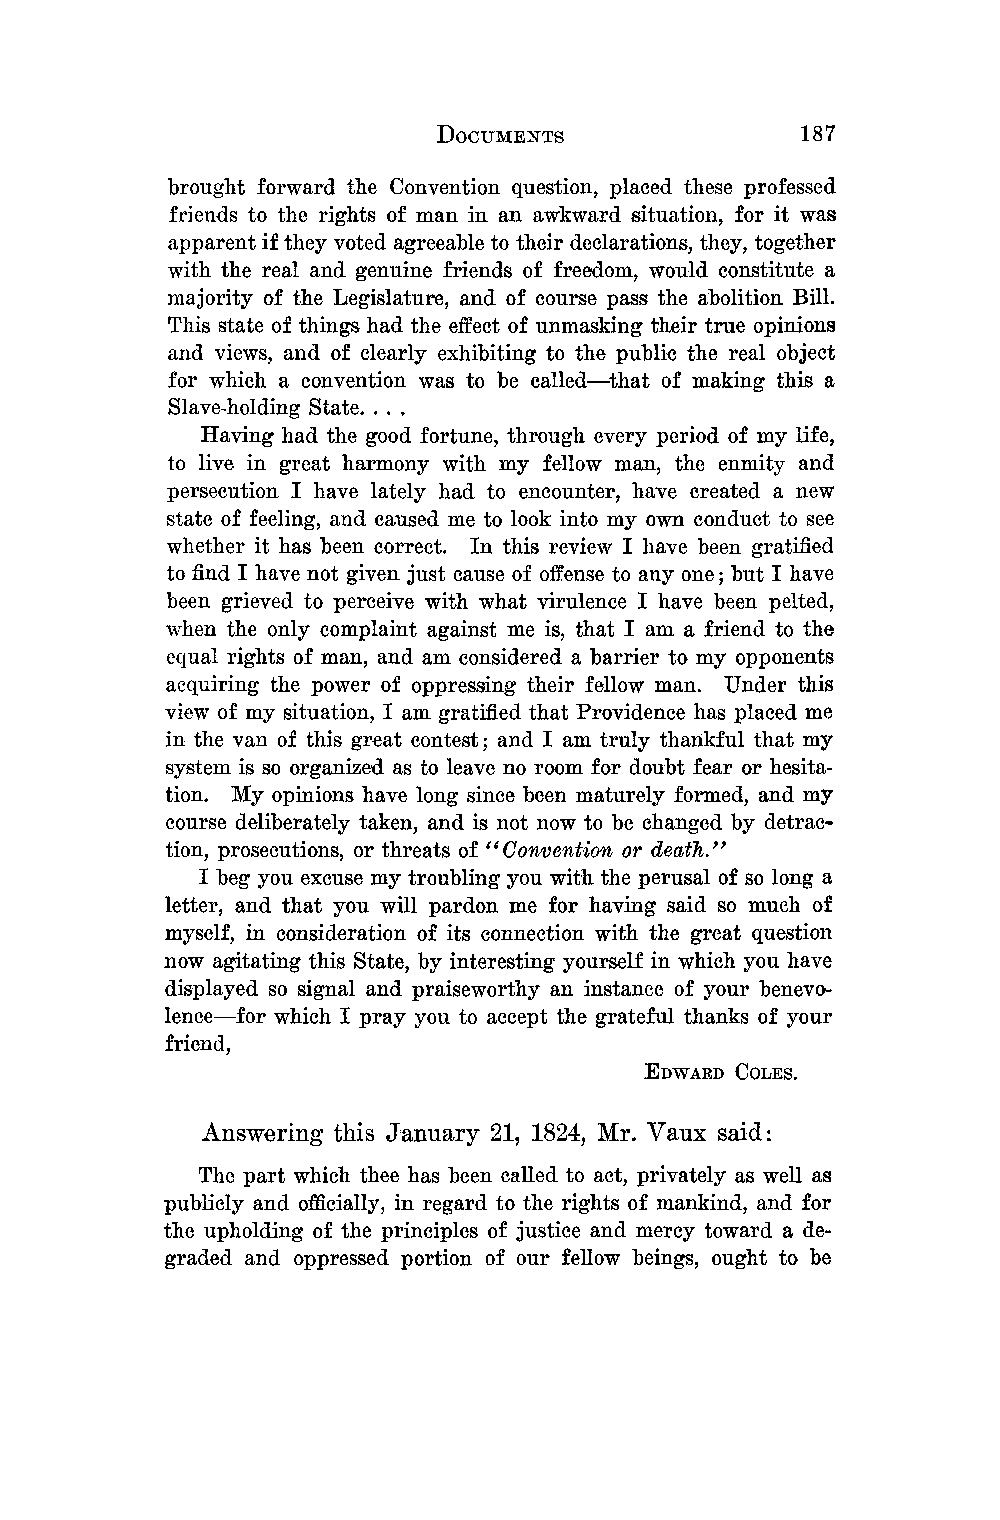 DOCUMENTS 187
brought forward the Convention question, placed these professed
friends to the rights of man in an awkward situation, for it was
apparent if they voted agreeable to their declarations, they, together
with the real and genuine friends of freedom, would constitute a
majority of the Legislature, and of course pass the abolition Bill.
This state of things had the effect of unmasking their true opinions
and views, and of clearly exhibiting to the public the real object
for which a convention was to be called—that of making this a
Slave-holding State. . . .
Having had the good fortune, through every period of my life,
to live in great harmony with my fellow man, the enmity and
persecution I have lately had to encounter, have created a new
state of feeling, and caused me to look into my own conduct to see
whether it has been correct. In this review I have been gratified
to find I have not given just cause of offense to any one; but I have
been grieved to perceive with what virulence I have been pelted,
when the only complaint against me is, that I am a friend to the
equal rights of man, and am considered a barrier to my opponents
acquiring the power of oppressing their fellow man. Under this
view of my situation, I am gratified that Providence has placed me
in the van of this great contest; and I am truly thankful that my
system is so organized as to leave no room for doubt fear or hesita-
tion. My opinions have long since been maturely formed, and my
course deliberately taken, and is not now to be changed by detrac-
tion, prosecutions, or threats of "Convention or death."
I beg you excuse my troubling you with the perusal of so long a
letter, and that you will pardon me for having said so much of
myself, in consideration of its connection with the great question
now agitating this State, by interesting yourself in which you have
displayed so signal and praiseworthy an instance of your benevo-
lence—for which I pray you to accept the grateful thanks of your
friend,
EDWARD COLES.
Answering this January 21, 1824, Mr. Vaux said:
The part which thee has been called to act, privately as well as
publicly and officially, in regard to the rights of mankind, and for
the upholding of the principles of justice and mercy toward a de-
graded and oppressed portion of our fellow beings, ought to be